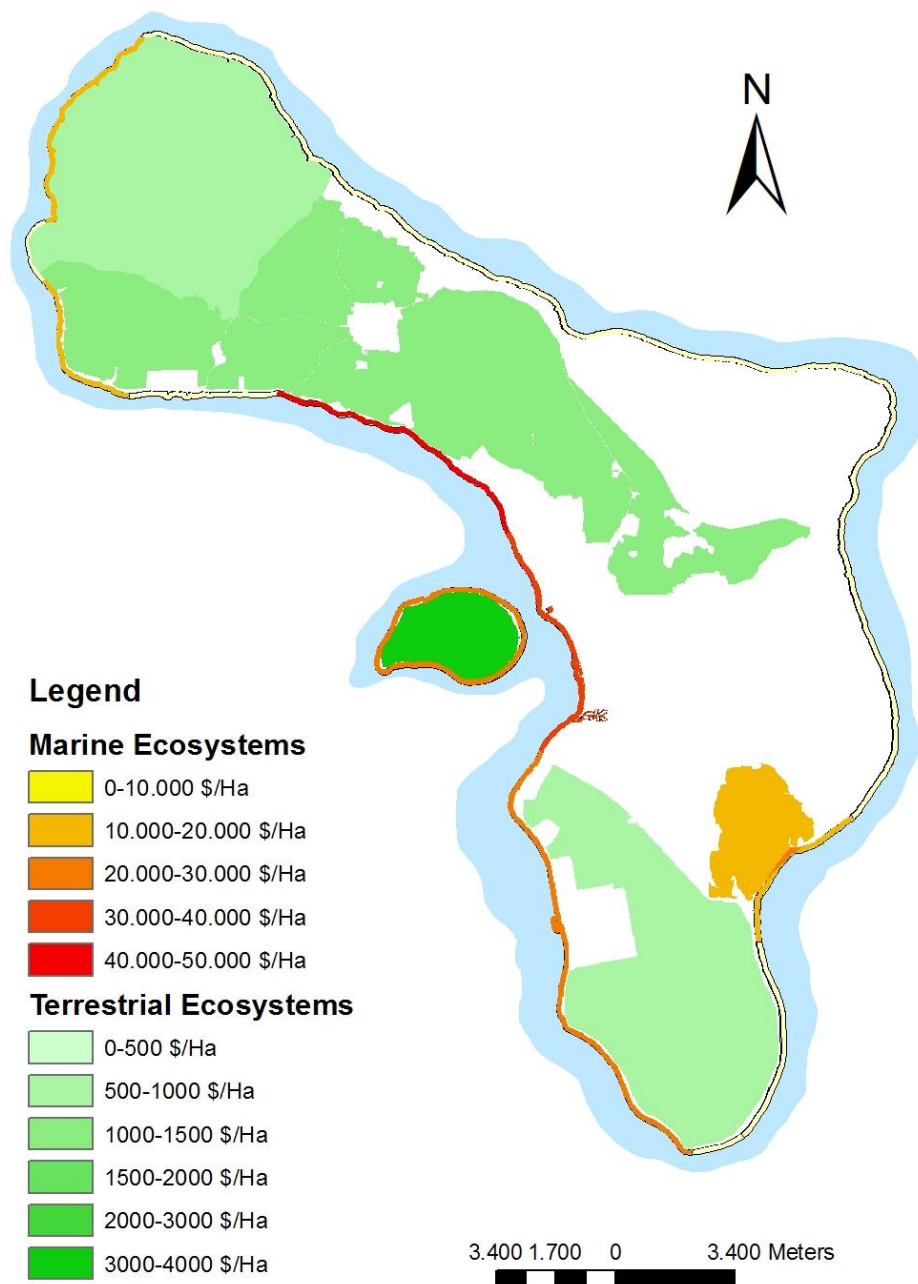 N
Legend
Marine Ecosystems
0-10.000 $/Ha
10.000-20.000 $/Ha
20.000-30.000 $/Ha
30.000-40.000 $/Ha
40.000-50.000 $/Ha
Terrestrial Ecosystems
0-500 $/Ha
500-1000 $/Ha
1000-1500 $/Ha
1500-2000 $/Ha
2000-3000 $/Ha
3000-4000 $/Ha
3.400 1.700 0 3.400 Meters